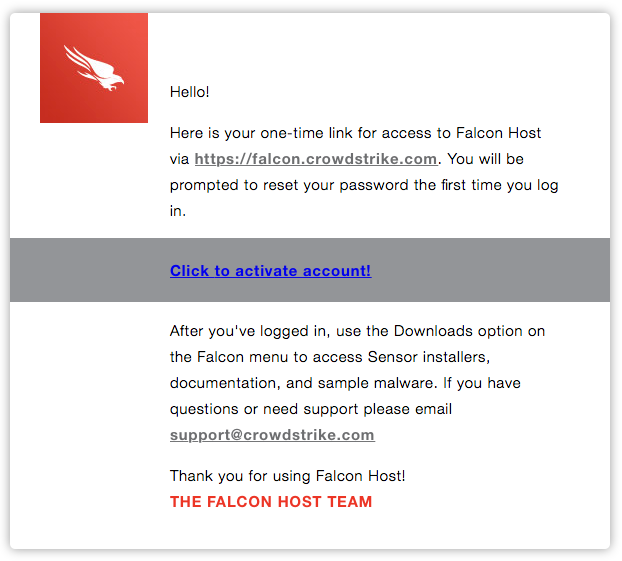 Hello!
Here is your one-time link for access to Falcon Host
via https://falcon.crowdstrike.com. You will be
prompted to reset your password the first time you log
in.
Click to activate account!
After you've logged in, use the Downloads option on
the Falcon menu to access Sensor installers,
documentation, and sample malware. If you have
questions or need support please email
support@crowdstrike.com
Thank you for using Falcon Host!
THE FALCON HOST TEAM